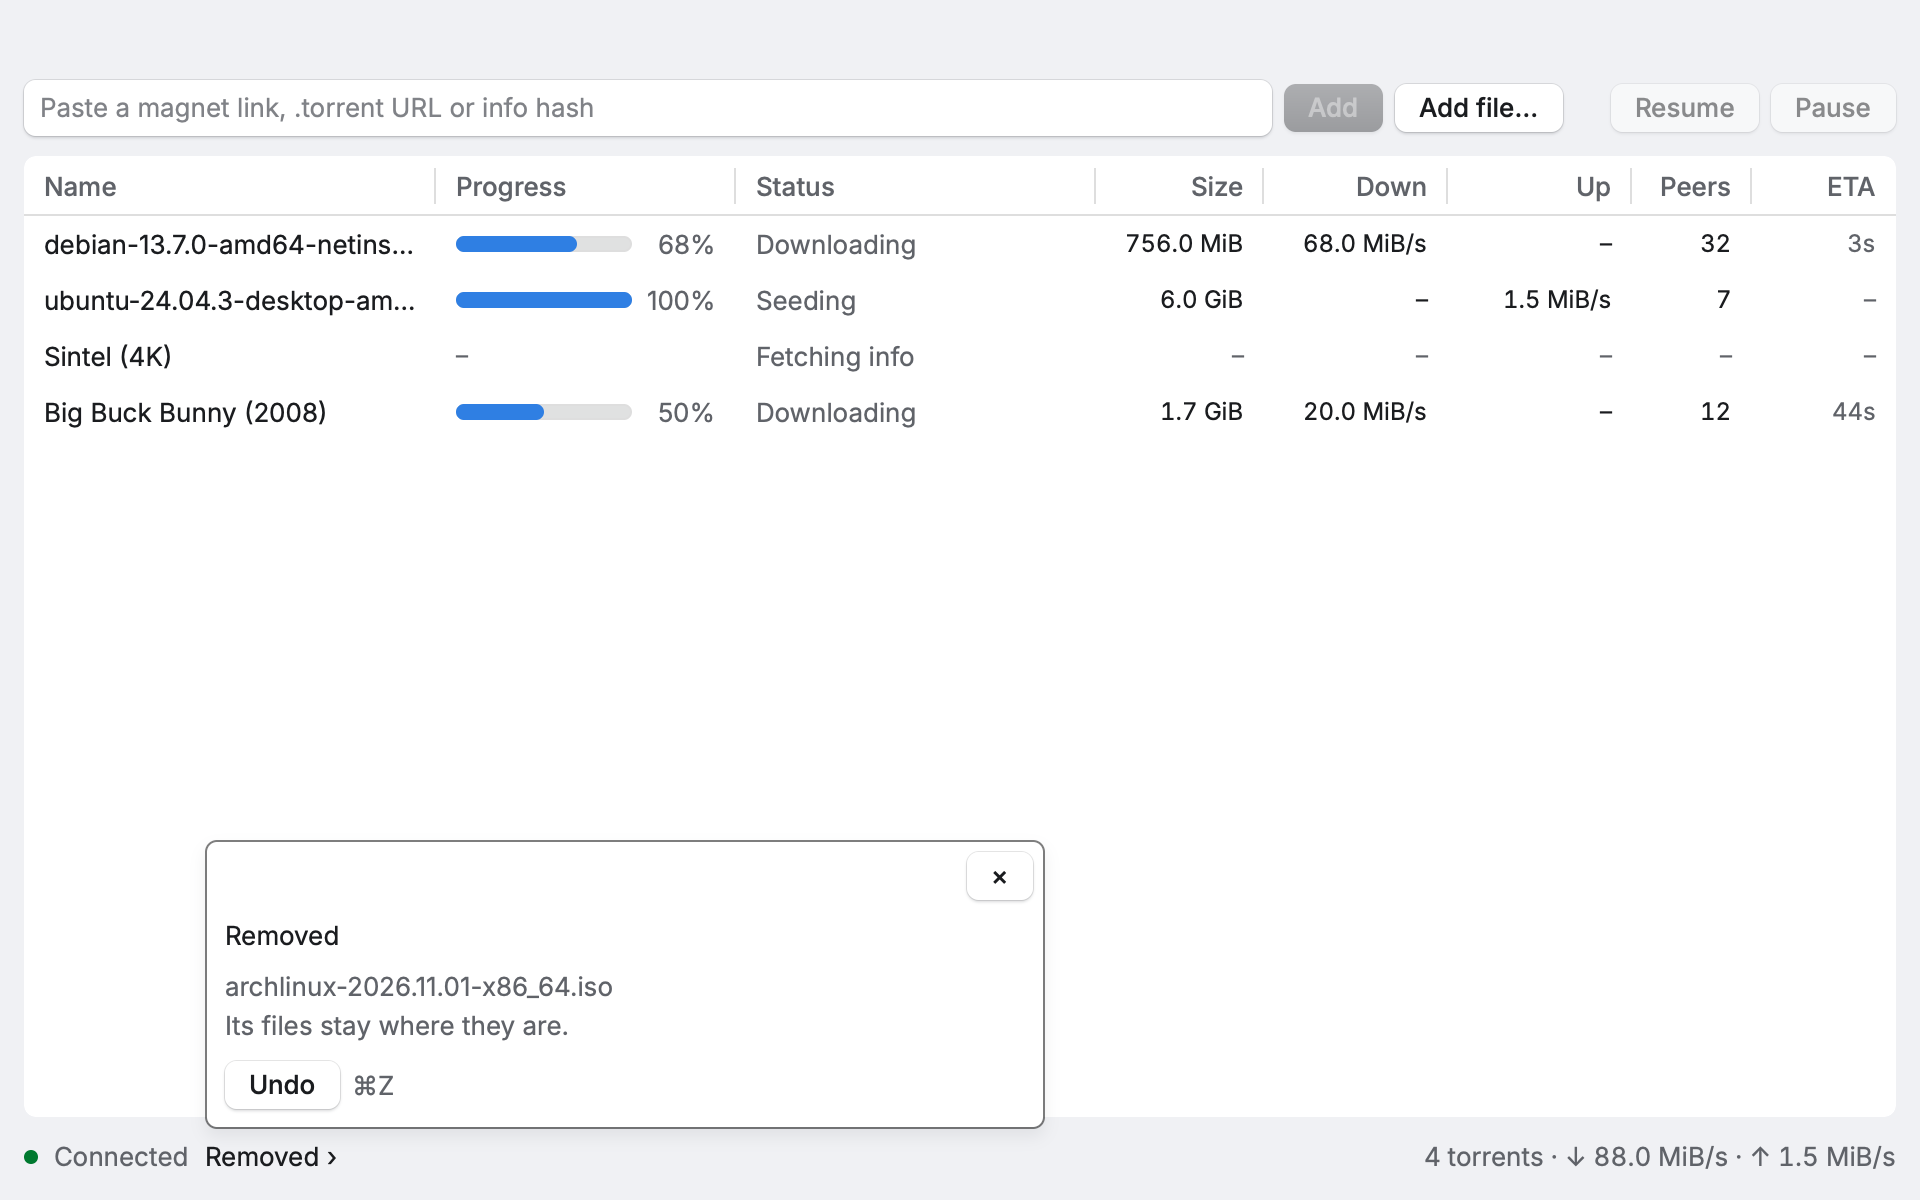 Paste a magnet link, .torrent URL or info hash Add Add file... Resume Pause
Name Progress Status Size Down Up Peers ETA
debian-13.7.0-amd64-netins... 68% Downloading 756.0 MiB 68.0 MiB/s – 32 3s
ubuntu-24.04.3-desktop-am... 100% Seeding 6.0 GiB – 1.5 MiB/s 7 –
Sintel (4K) – Fetching info – – – – –
Big Buck Bunny (2008) 50% Downloading 1.7 GiB 20.0 MiB/s – 12 44s
×
Removed
archlinux-2026.11.01-x86_64.iso
Its files stay where they are.
Undo ⌘Z
Connected Removed › 4 torrents · ↓ 88.0 MiB/s · ↑ 1.5 MiB/s